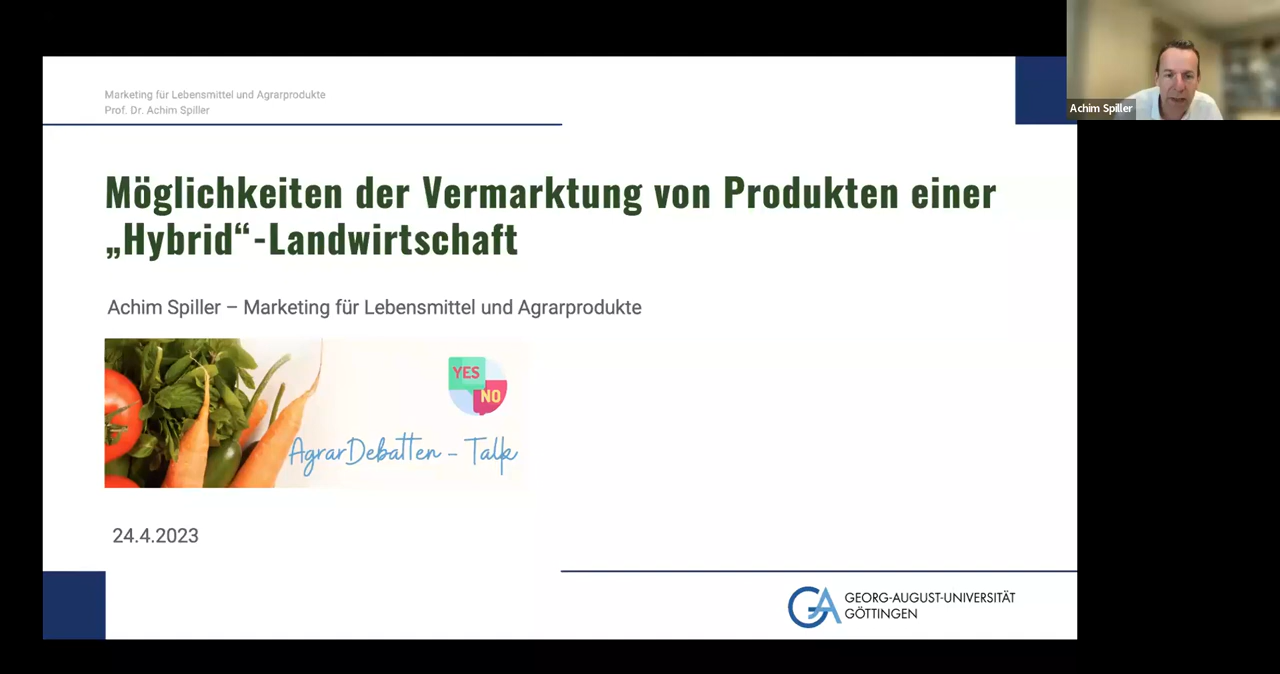 Marketing für Lebensmittel und Agrarprodukte
Prof. Dr. Achim Spiller
Achim Spiller
Möglichkeiten der Vermarktung von Produkten einer
„Hybrid“-Landwirtschaft
Achim Spiller – Marketing für Lebensmittel und Agrarprodukte
YES
NO
AgrarDebatten - Talk
24.4.2023
GEORG-AUGUST-UNIVERSITÄT
GÖTTINGEN